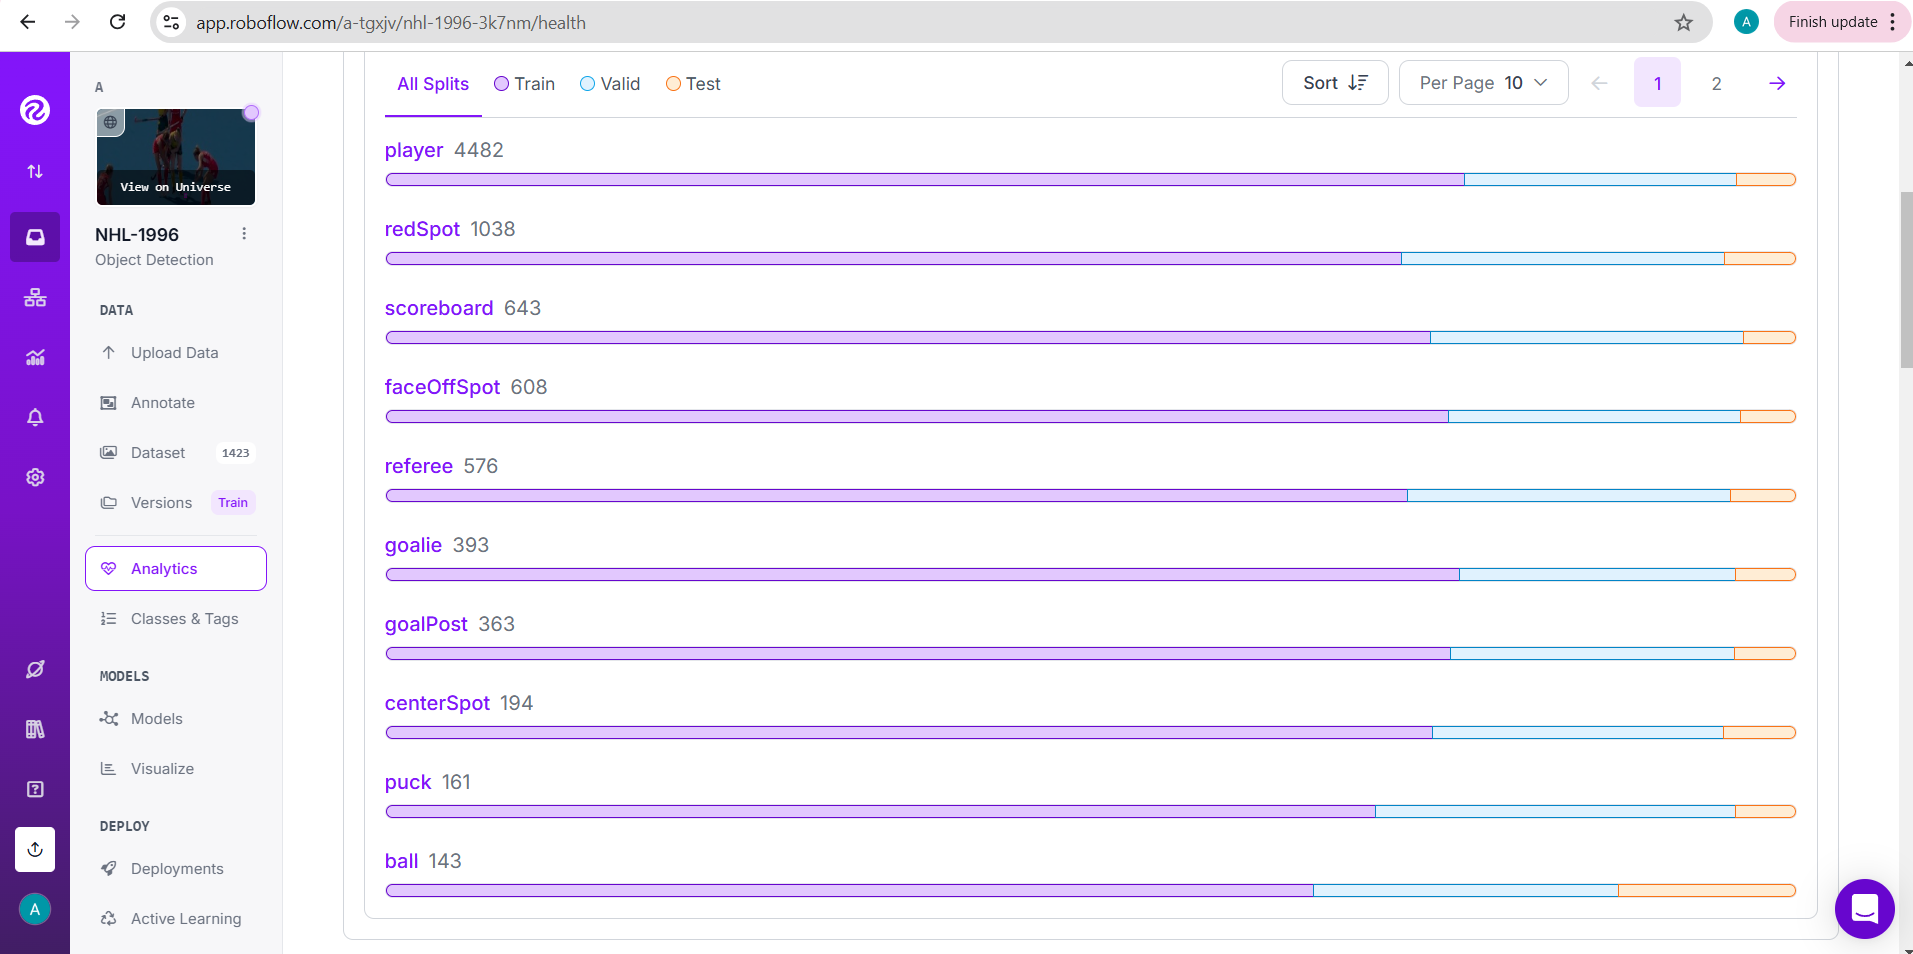 app.roboflow.com/a-tgxjv/nhl-1996-3k7nm/health
A
Finish update
A
View on Universe
NHL-1996
Object Detection
DATA
Upload Data
Annotate
Dataset 1423
Versions Train
Analytics
Classes & Tags
MODELS
Models
Visualize
DEPLOY
Deployments
Active Learning
A
All Splits Train Valid Test
Sort Per Page 10 1 2
player 4482
redSpot 1038
scoreboard 643
faceOffSpot 608
referee 576
goalie 393
goalPost 363
centerSpot 194
puck 161
ball 143